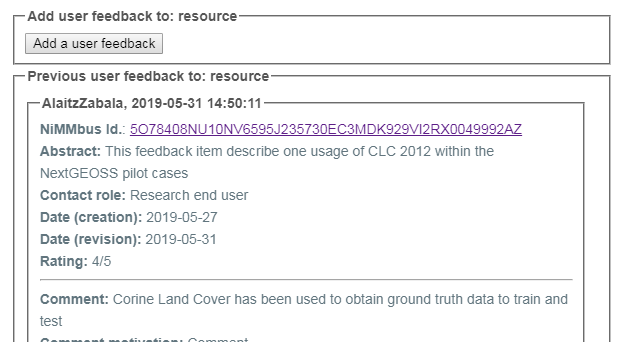 Add user feedback to: resource
Add a user feedback
Previous user feedback to: resource
AlaitzZabala, 2019-05-31 14:50:11
NiMMbus Id.: 5O78408NU10NV6595J235730EC3MDK929VI2RX0049992AZ
Abstract: This feedback item describe one usage of CLC 2012 within the
NextGEOSS pilot cases
Contact role: Research end user
Date (creation): 2019-05-27
Date (revision): 2019-05-31
Rating: 4/5
Comment: Corine Land Cover has been used to obtain ground truth data to train and
test
Comment motivation: Comment